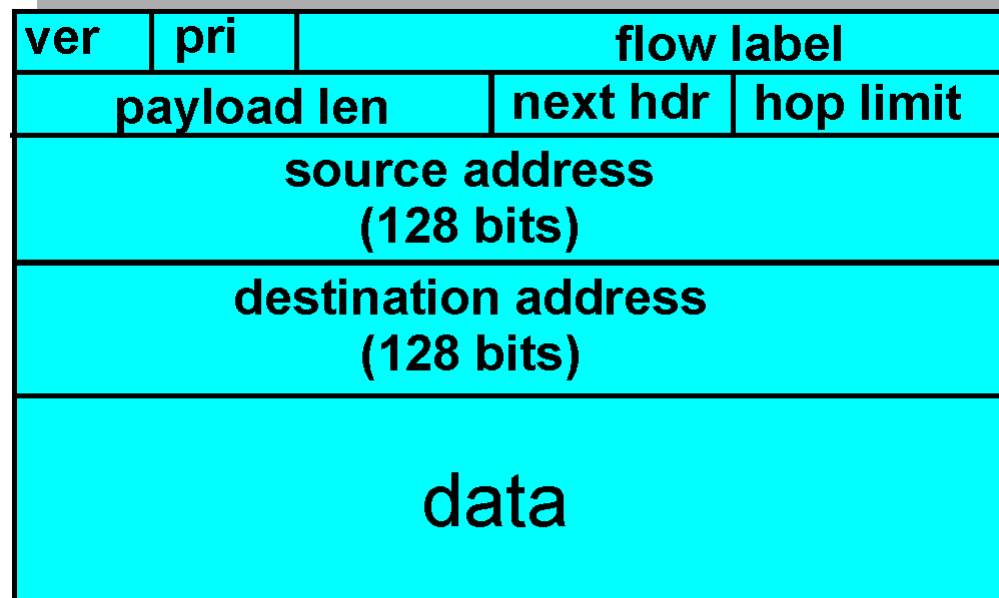 ver pri flow label
payload len next hdr hop limit
source address
(128 bits)
destination address
(128 bits)
data